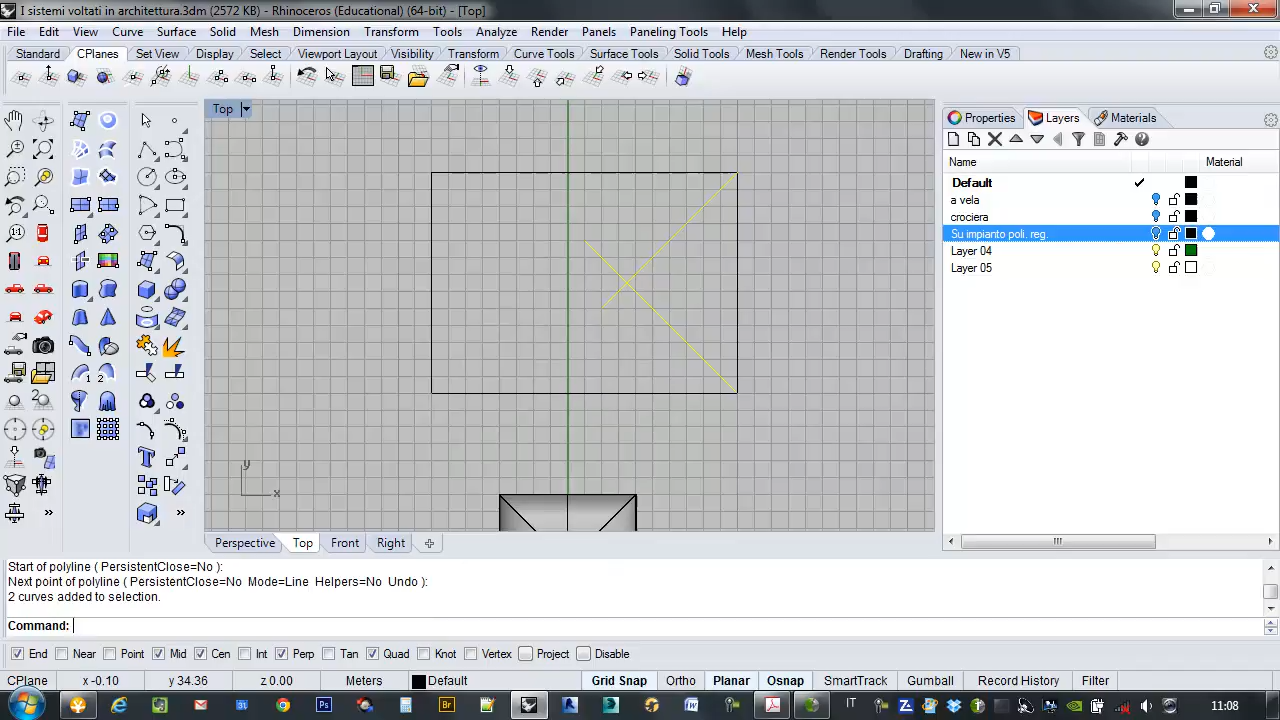 I sistemi voltati in architettura.3dm (2572 KB) - Rhinoceros (Educational) (64-bit) - [Top]
File Edit View Curve Surface Solid Mesh Dimension Transform Tools Analyze Render Panels Paneling Tools Help
Standard CPlanes Set View Display Select Viewport Layout Visibility Transform Curve Tools Surface Tools Solid Tools Mesh Tools Render Tools Drafting New in V5
Top
Properties Layers Materials
Name Material
Default
a vela
crociera
Su impianto poli. reg.
Layer 04
Layer 05
y
x
Perspective Top Front Right
Start of polyline ( PersistentClose=No ):
Next point of polyline ( PersistentClose=No Mode=Line Helpers=No Undo ):
2 curves added to selection.
Command:
End Near Point Mid Cen Int Perp Tan Quad Knot Vertex Project Disable
CPlane x -0.10 y 34.36 z 0.00 Meters Default Grid Snap Ortho Planar Osnap SmartTrack Gumball Record History Filter
IT 11:08